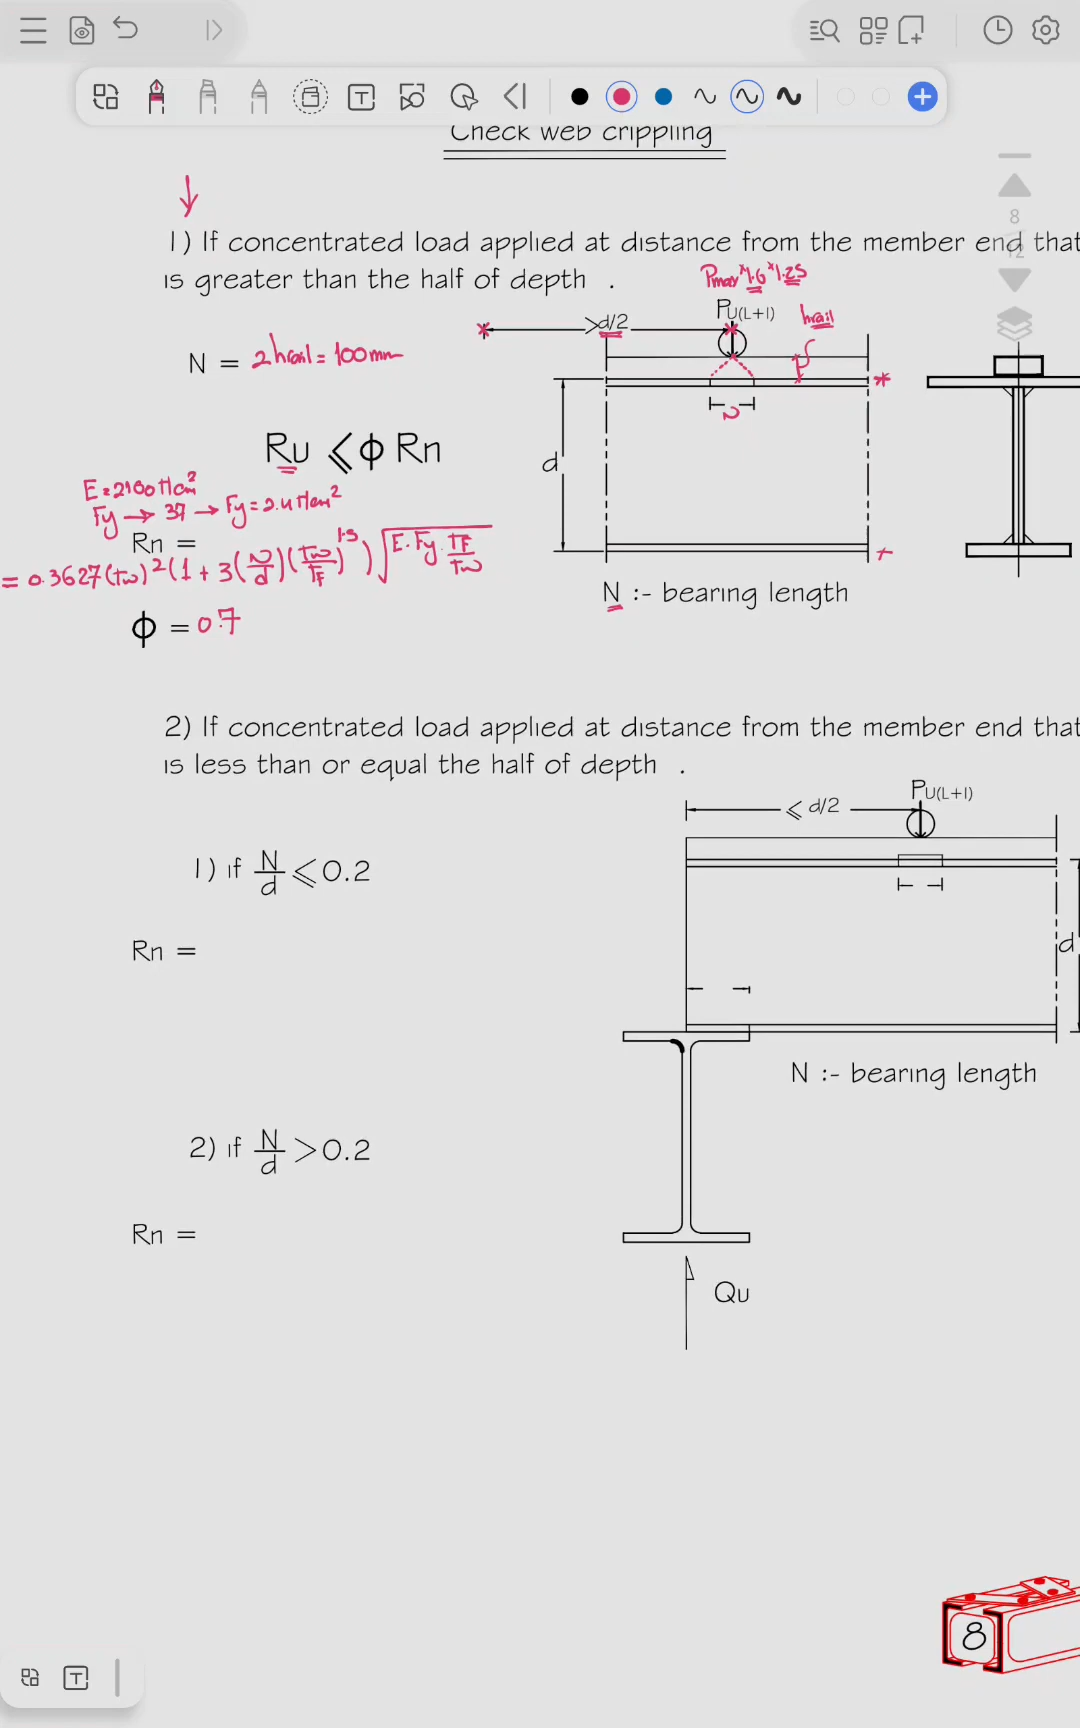 Check web crippling
8
12
1) If concentrated load applied at distance from the member end that
is greater than the half of depth .
Pmax*1.6*1.25
>d/2
PU(L+I)
hrail
N = 2hrail = 100mm
N
d
Ru ⩽ ϕ Rn
E=2100 t/cm²
Fy → 37 → Fy = 2.4 t/cm²
Rn =
= 0.3627(tw)²(1 + 3(N/d)(tw/tF)^1.5)√(E.Fy.tF/tw)
N :- bearing length
ϕ = 0.7
2) If concentrated load applied at distance from the member end that
is less than or equal the half of depth .
PU(L+I)
⩽ d/2
1) if N/d ⩽ 0.2
d
Rn =
N :- bearing length
2) if N/d > 0.2
Rn =
Qu
8